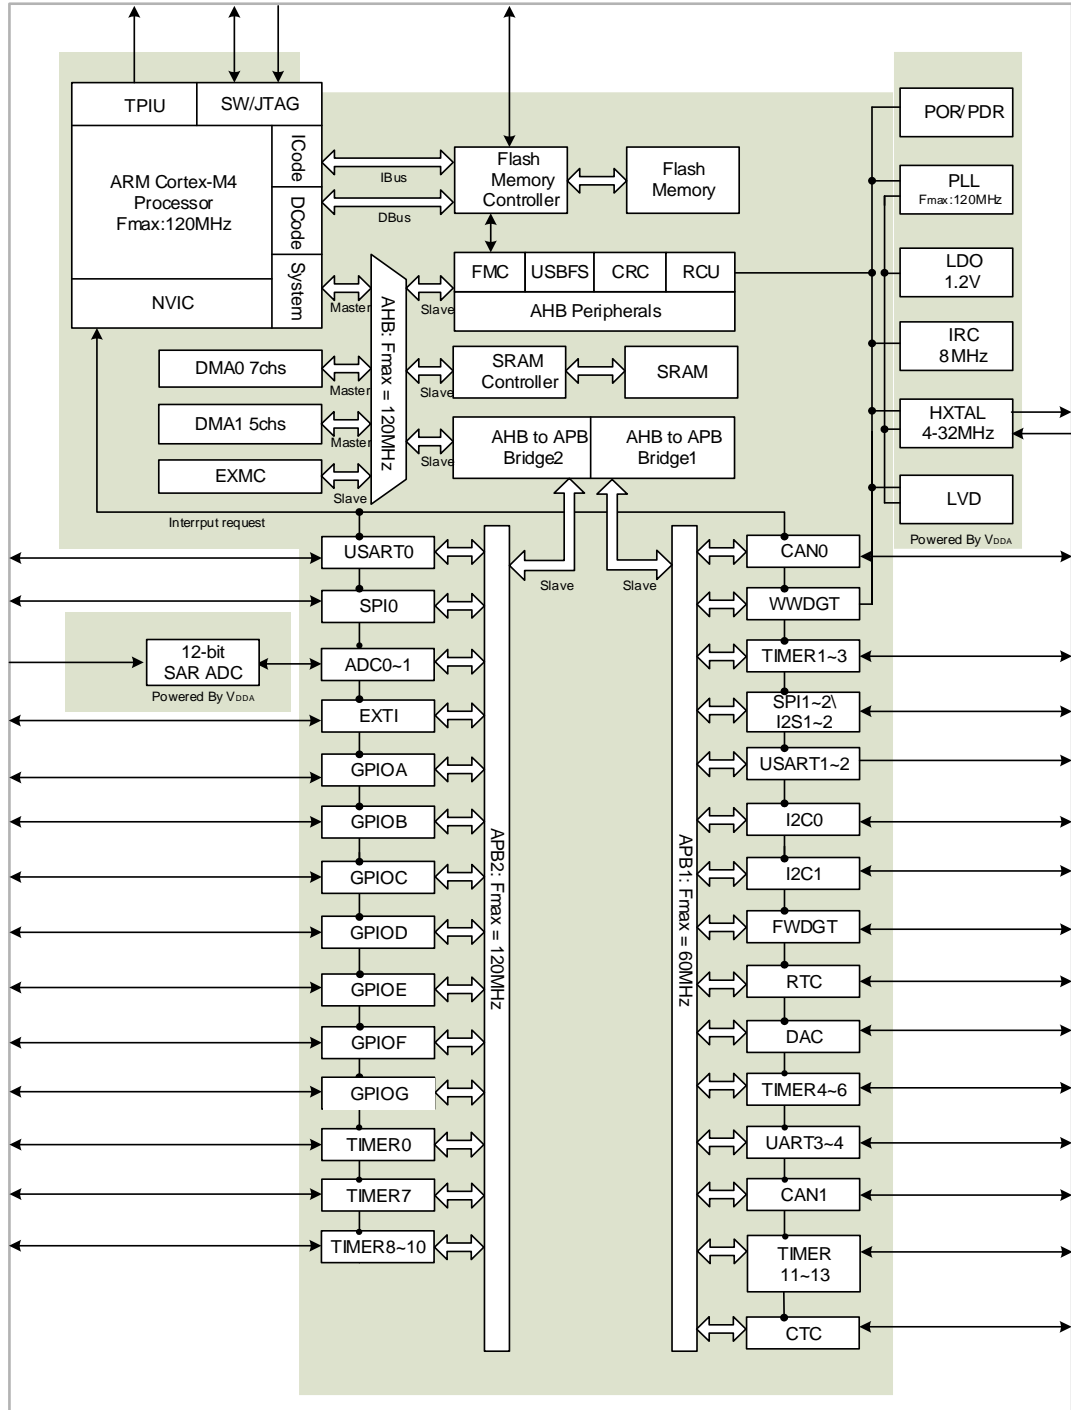 TPIU
SW/JTAG
ARM Cortex-M4
Processor
Fmax:120MHz
ICode
DCode
System
NVIC
IBus
DBus
Flash
Memory
Controller
Flash
Memory
FMC
USBFS
CRC
RCU
AHB Peripherals
Master
Slave
AHB: Fmax = 120MHz
DMA0 7chs
Master
Slave
SRAM
Controller
SRAM
DMA1 5chs
Master
Slave
AHB to APB
Bridge2
AHB to APB
Bridge1
EXMC
Slave
Interrput request
POR/PDR
PLL
Fmax:120MHz
LDO
1.2V
IRC
8MHz
HXTAL
4-32MHz
LVD
Powered By VDDA
Slave
Slave
USART0
SPI0
12-bit
SAR ADC
Powered By VDDA
ADC0~1
EXTI
GPIOA
GPIOB
GPIOC
GPIOD
GPIOE
GPIOF
GPIOG
TIMER0
TIMER7
TIMER8~10
APB2: Fmax = 120MHz
APB1: Fmax = 60MHz
CAN0
WWDGT
TIMER1~3
SPI1~2\
I2S1~2
USART1~2
I2C0
I2C1
FWDGT
RTC
DAC
TIMER4~6
UART3~4
CAN1
TIMER
11~13
CTC